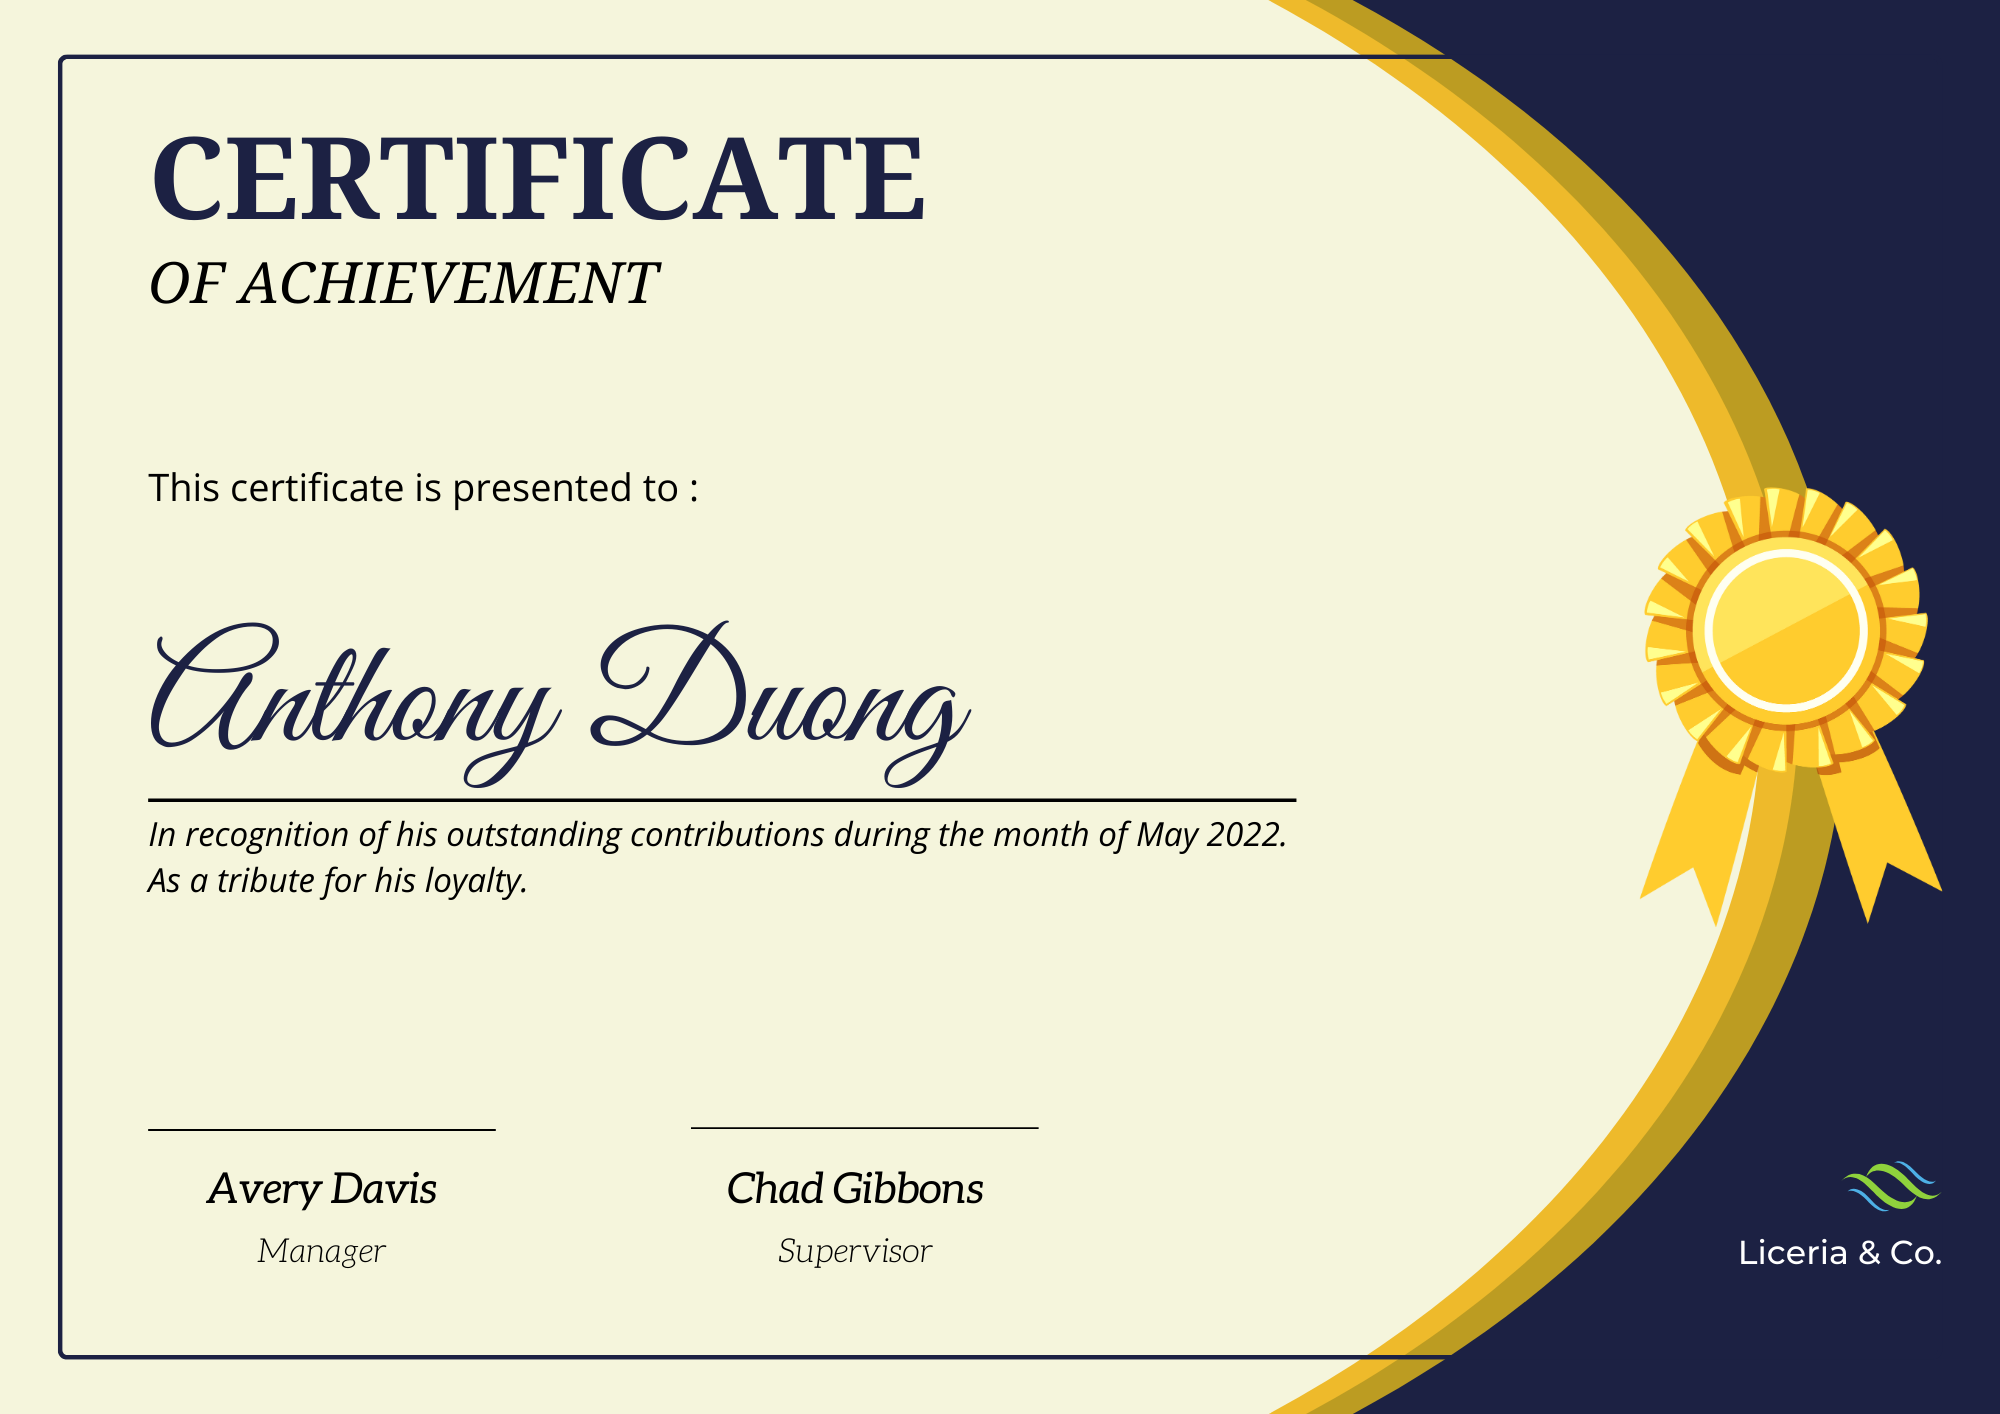 CERTIFICATE
OF ACHIEVEMENT
This certificate is presented to :
Anthony Duong
In recognition of his outstanding contributions during the month of May 2022.
As a tribute for his loyalty.
Avery Davis
Manager
Chad Gibbons
Supervisor
Liceria & Co.